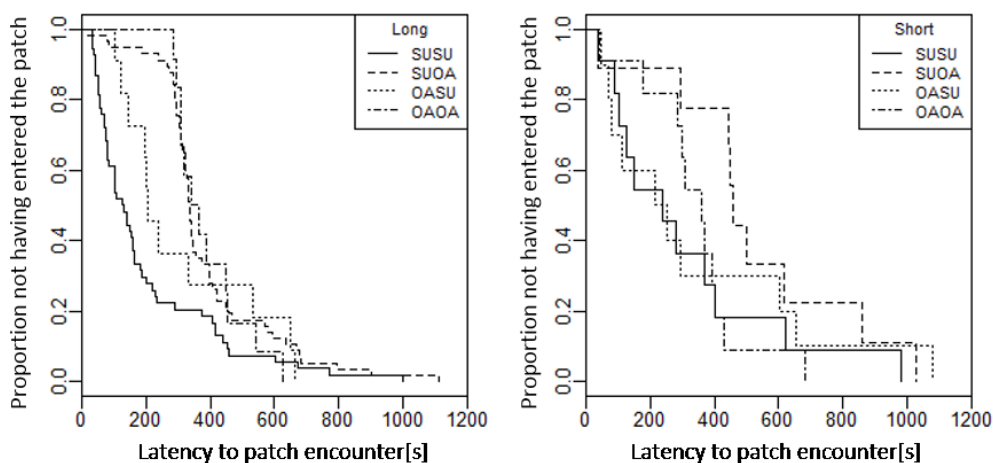 Long
SUSU
SUOA
OASU
OAOA
1.0
0.8
0.6
0.4
0.2
0.0
Proportion not having entered the patch
0 200 400 600 800 1000 1200
Latency to patch encounter[s]
Short
SUSU
SUOA
OASU
OAOA
1.0
0.8
0.6
0.4
0.2
0.0
Proportion not having entered the patch
0 200 400 600 800 1000 1200
Latency to patch encounter[s]